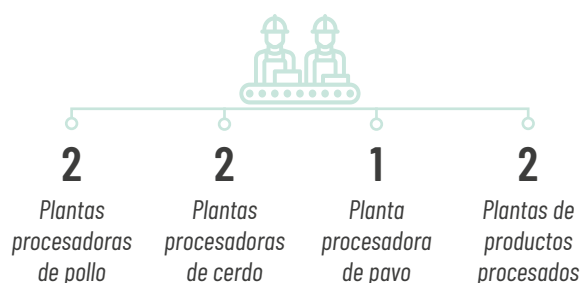 2
Plantas
procesadoras
de pollo
2
Plantas
procesadoras
de cerdo
1
Planta
procesadora
de pavo
2
Plantas de
productos
procesados